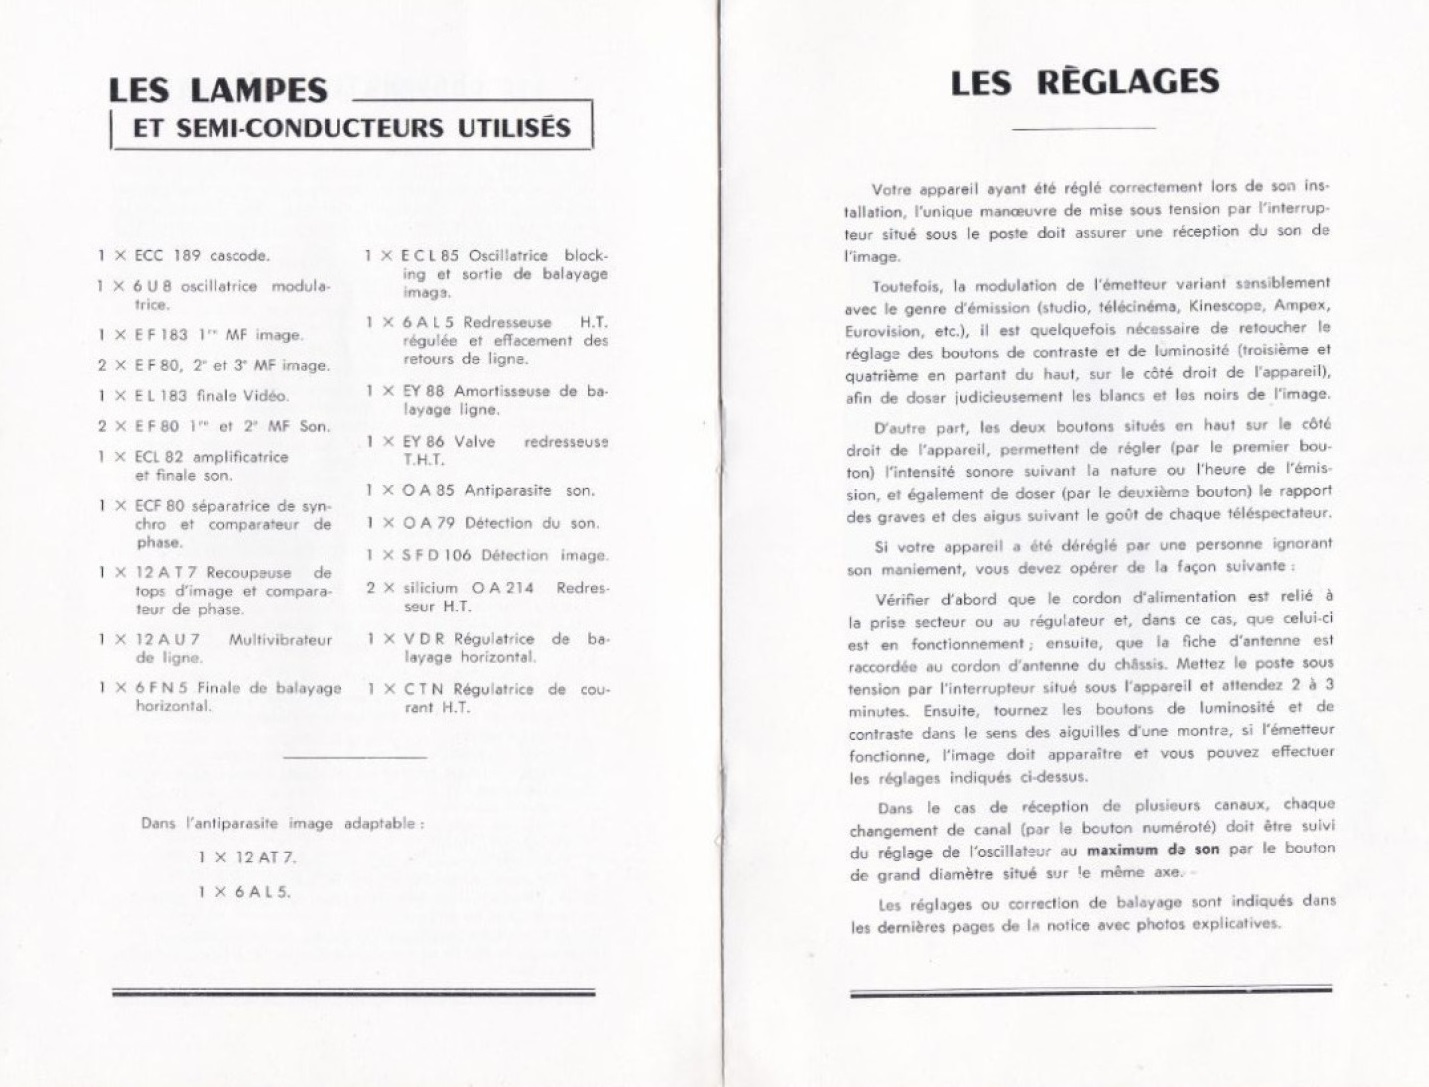 LES LAMPES
ET SEMI-CONDUCTEURS UTILISÉS
1 X ECC 189 cascode.
1 X 6 U 8 oscillatrice modula-
trice.
1 X E F 183 1re MF image.
2 X E F 80, 2e et 3e MF image.
1 X E L 183 finale Vidéo.
2 X E F 80 1re et 2e MF Son.
1 X ECL 82 amplificatrice
et finale son.
1 X ECF 80 séparatrice de syn-
chro et comparateur de
phase.
1 X 12 A T 7 Recoupeuse de
tops d'image et compara-
teur de phase.
1 X 12 A U 7 Multivibrateur
de ligne.
1 X 6 F N 5 Finale de balayage
horizontal.
1 X E C L 85 Oscillatrice block-
ing et sortie de balayage
image.
1 X 6 A L 5 Redresseuse H.T.
régulée et effacement des
retours de ligne.
1 X EY 88 Amortisseuse de ba-
layage ligne.
1 X EY 86 Valve redresseuse
T.H.T.
1 X O A 85 Antiparasite son.
1 X O A 79 Détection du son.
1 X S F D 106 Détection image.
2 X silicium O A 214 Redres-
seur H.T.
1 X V D R Régulatrice de ba-
layage horizontal.
1 X C T N Régulatrice de cou-
rant H.T.
Dans l'antiparasite image adaptable :
1 X 12 AT 7.
1 X 6 A L 5.
LES RÉGLAGES
Votre appareil ayant été réglé correctement lors de son ins-
tallation, l'unique manœuvre de mise sous tension par l'interrup-
teur situé sous le poste doit assurer une réception du son de
l'image.
Toutefois, la modulation de l'émetteur variant sensiblement
avec le genre d'émission (studio, télécinéma, Kinescope, Ampex,
Eurovision, etc.), il est quelquefois nécessaire de retoucher le
réglage des boutons de contraste et de luminosité (troisième et
quatrième en partant du haut, sur le côté droit de l'appareil),
afin de doser judicieusement les blancs et les noirs de l'image.
D'autre part, les deux boutons situés en haut sur le côté
droit de l'appareil, permettent de régler (par le premier bou-
ton) l'intensité sonore suivant la nature ou l'heure de l'émis-
sion, et également de doser (par le deuxième bouton) le rapport
des graves et des aigus suivant le goût de chaque téléspectateur.
Si votre appareil a été déréglé par une personne ignorant
son maniement, vous devez opérer de la façon suivante :
Vérifier d'abord que le cordon d'alimentation est relié à
la prise secteur ou au régulateur et, dans ce cas, que celui-ci
est en fonctionnement ; ensuite, que la fiche d'antenne est
raccordée au cordon d'antenne du châssis. Mettez le poste sous
tension par l'interrupteur situé sous l'appareil et attendez 2 à 3
minutes. Ensuite, tournez les boutons de luminosité et de
contraste dans le sens des aiguilles d'une montre, si l'émetteur
fonctionne, l'image doit apparaître et vous pouvez effectuer
les réglages indiqués ci-dessus.
Dans le cas de réception de plusieurs canaux, chaque
changement de canal (par le bouton numéroté) doit être suivi
du réglage de l'oscillateur au maximum de son par le bouton
de grand diamètre situé sur le même axe.
Les réglages ou correction de balayage sont indiqués dans
les dernières pages de la notice avec photos explicatives.